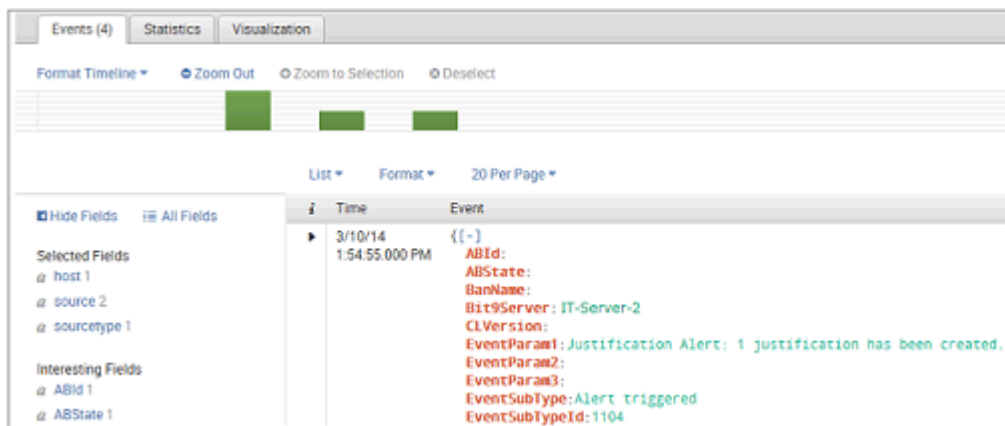 Events (4) Statistics Visualization
Format Timeline Zoom Out Zoom to Selection Deselect
List Format 20 Per Page
Hide Fields All Fields
i Time Event
Selected Fields
a host 1
a source 2
a sourcetype 1
Interesting Fields
a ABId 1
a ABState 1
3/10/14
1:54:55.000 PM
{[-]
ABId:
ABState:
BanName:
Bit9Server: IT-Server-2
CLVersion:
EventParam1:Justification Alert: 1 justification has been created.
EventParam2:
EventParam3:
EventSubType:Alert triggered
EventSubTypeId:1104